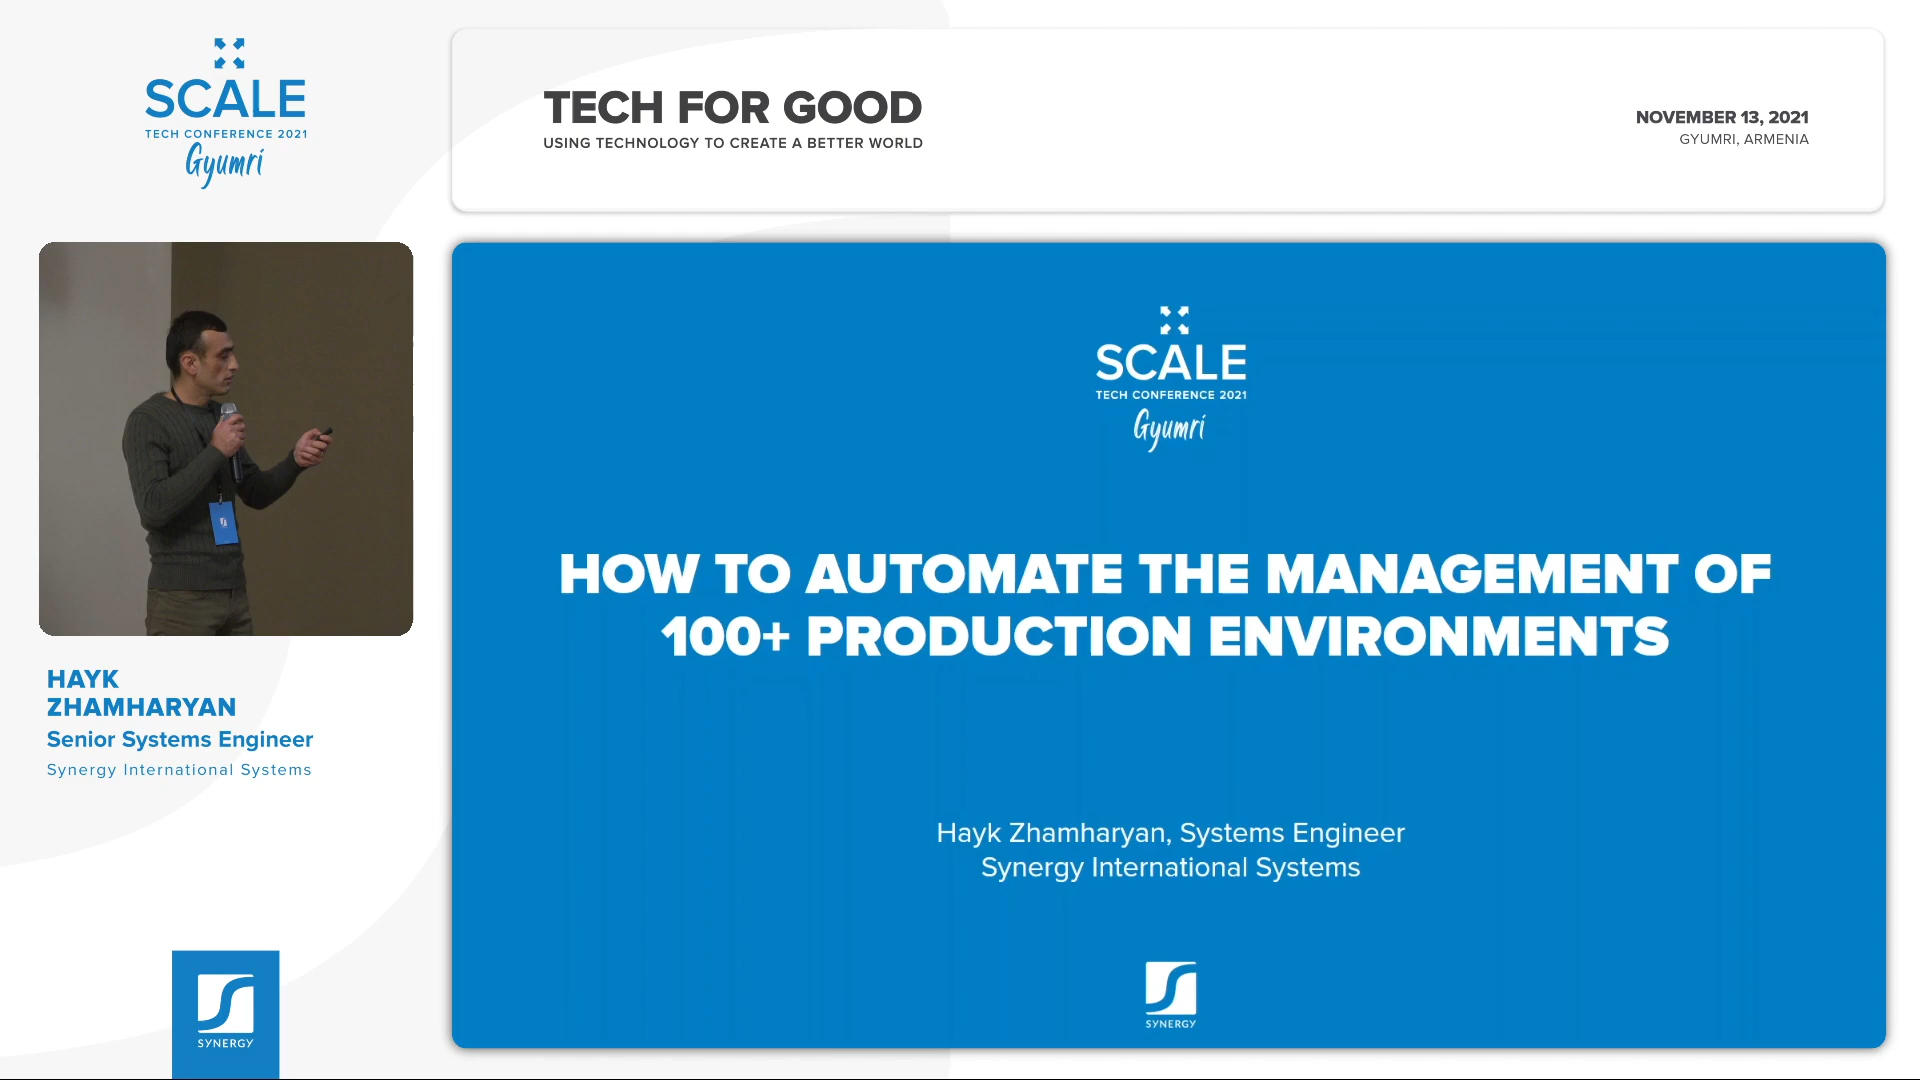 SCALE
TECH CONFERENCE 2021
Gyumri
TECH FOR GOOD
USING TECHNOLOGY TO CREATE A BETTER WORLD
NOVEMBER 13, 2021
GYUMRI, ARMENIA
HAYK
ZHAMHARYAN
Senior Systems Engineer
Synergy International Systems
SYNERGY
SCALE
TECH CONFERENCE 2021
Gyumri
HOW TO AUTOMATE THE MANAGEMENT OF
100+ PRODUCTION ENVIRONMENTS
Hayk Zhamharyan, Systems Engineer
Synergy International Systems
SYNERGY